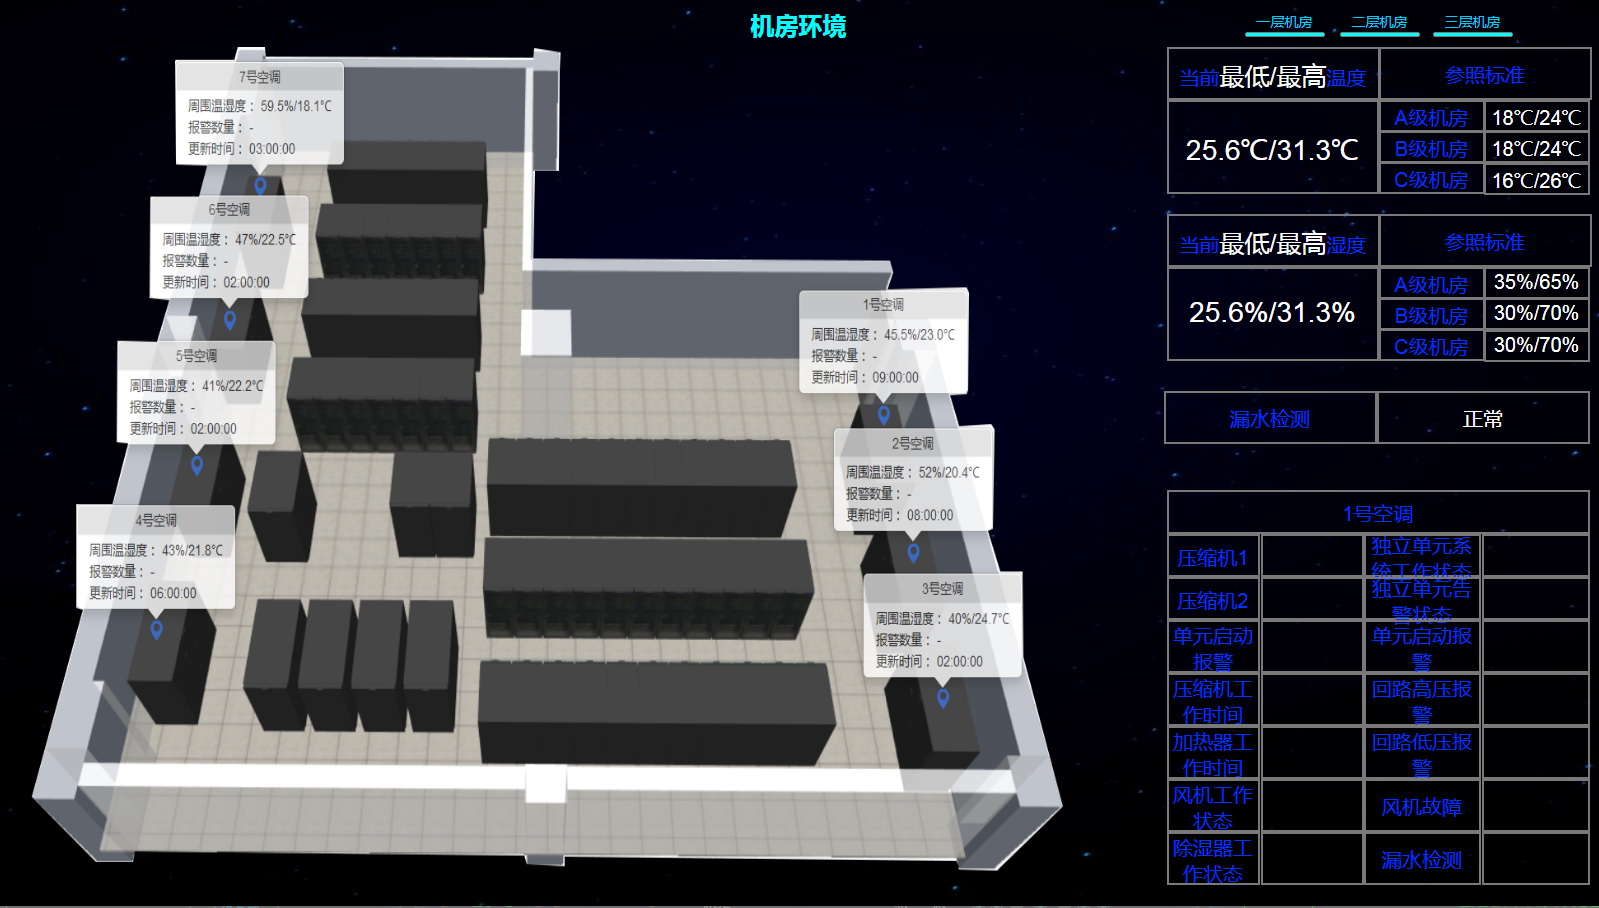 机房环境
一层机房 二层机房 三层机房
7号空调
周围温湿度： 59.5%/18.1℃
报警数量： -
更新时间： 03:00:00
6号空调
周围温湿度： 47%/22.5℃
报警数量： -
更新时间： 02:00:00
5号空调
周围温湿度： 41%/22.2℃
报警数量： -
更新时间： 02:00:00
4号空调
周围温湿度： 43%/21.8℃
报警数量： -
更新时间： 06:00:00
1号空调
周围温湿度： 45.5%/23.0℃
报警数量： -
更新时间： 09:00:00
2号空调
周围温湿度： 52%/20.4℃
报警数量： -
更新时间： 08:00:00
3号空调
周围温湿度： 40%/24.7℃
报警数量： -
更新时间： 02:00:00
当前最低/最高温度 参照标准
25.6℃/31.3℃
A级机房 18℃/24℃
B级机房 18℃/24℃
C级机房 16℃/26℃
当前最低/最高湿度 参照标准
25.6%/31.3%
A级机房 35%/65%
B级机房 30%/70%
C级机房 30%/70%
漏水检测 正常
1号空调
压缩机1
独立单元系
统工作状态
压缩机2
独立单元告
警状态
单元启动
报警
单元启动报
警
压缩机工
作时间
回路高压报
警
加热器工
作时间
回路低压报
警
风机工作
状态
风机故障
除湿器工
作状态
漏水检测